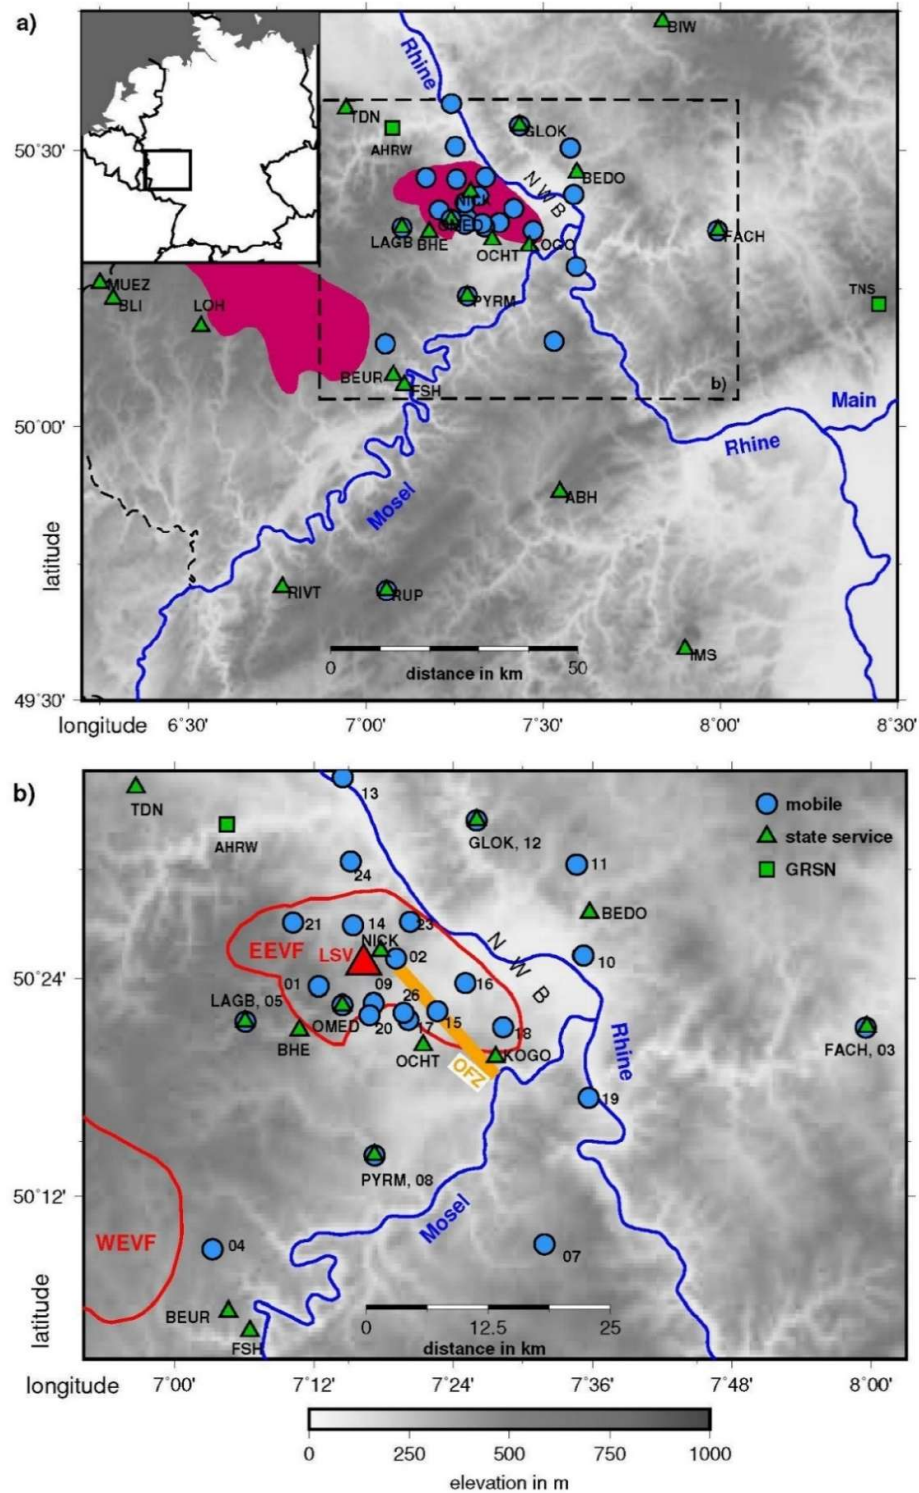 a)
BIW
Rhine
TDN
GLOK
50°30'
AHRW
BEDO
N W B
NICK
OMED
FACH
LAGB
BHE
KOGO
OCHT
MUEZ
PYRM
TNS
BLI
LOH
BEUR
b)
FSH
50°00'
Main
Rhine
Mosel
ABH
latitude
RIVT
RUP
IMS
0
50
distance in km
49°30'
longitude
6°30'
7°00'
7°30'
8°00'
8°30'
b)
13
mobile
TDN
state service
AHRW
GLOK, 12
11
GRSN
24
21
14
23
BEDO
EEVF
NICK
LSV
02
N W B
10
50°24'
01
09
16
LAGB, 05
26
OMED
20
17
15
18
BHE
OCHT
KOGO
FACH, 03
OFZ
Rhine
19
PYRM, 08
50°12'
Mosel
WEVF
04
07
BEUR
0
12.5
25
FSH
distance in km
latitude
longitude
7°00'
7°12'
7°24'
7°36'
7°48'
8°00'
0
250
500
750
1000
elevation in m